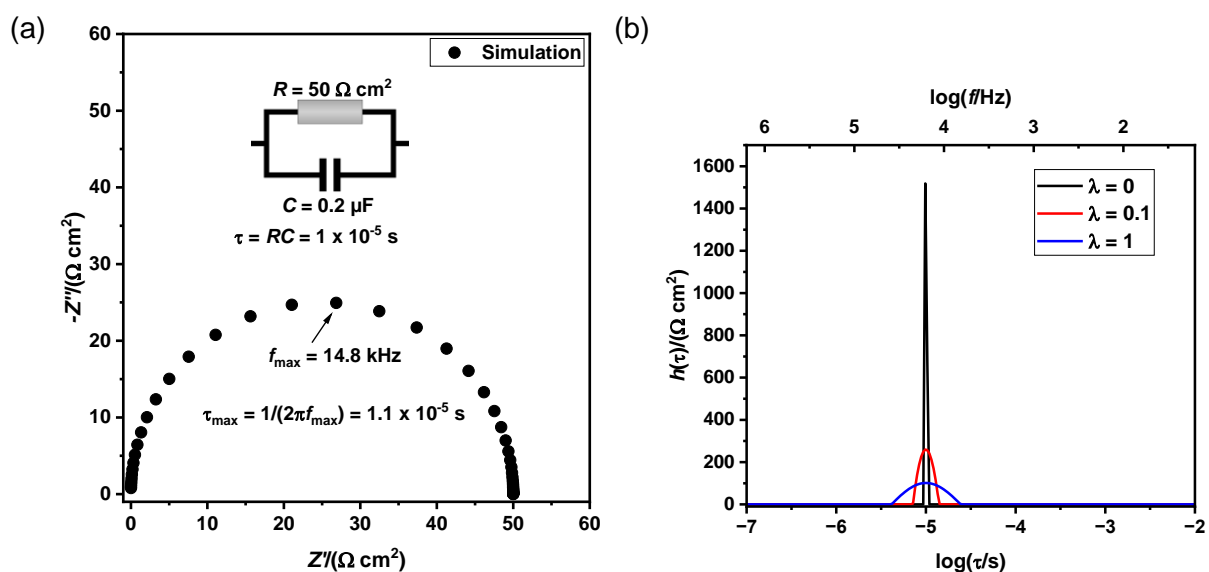 (a)
60
50
40
30
20
10
0
-Z''/(Ω cm²)
Simulation
R = 50 Ω cm²
C = 0.2 µF
τ = RC = 1 x 10⁻⁵ s
f_max = 14.8 kHz
τ_max = 1/(2πf_max) = 1.1 x 10⁻⁵ s
0 10 20 30 40 50 60
Z'/(Ω cm²)
(b)
log(f/Hz)
6 5 4 3 2
1600
1400
1200
1000
800
600
400
200
0
h(τ)/(Ω cm²)
λ = 0
λ = 0.1
λ = 1
−7 −6 −5 −4 −3 −2
log(τ/s)